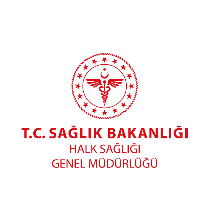 T.C. SAĞLIK BAKANLIĞI
HALK SAĞLIĞI
GENEL MÜDÜRLÜĞÜ